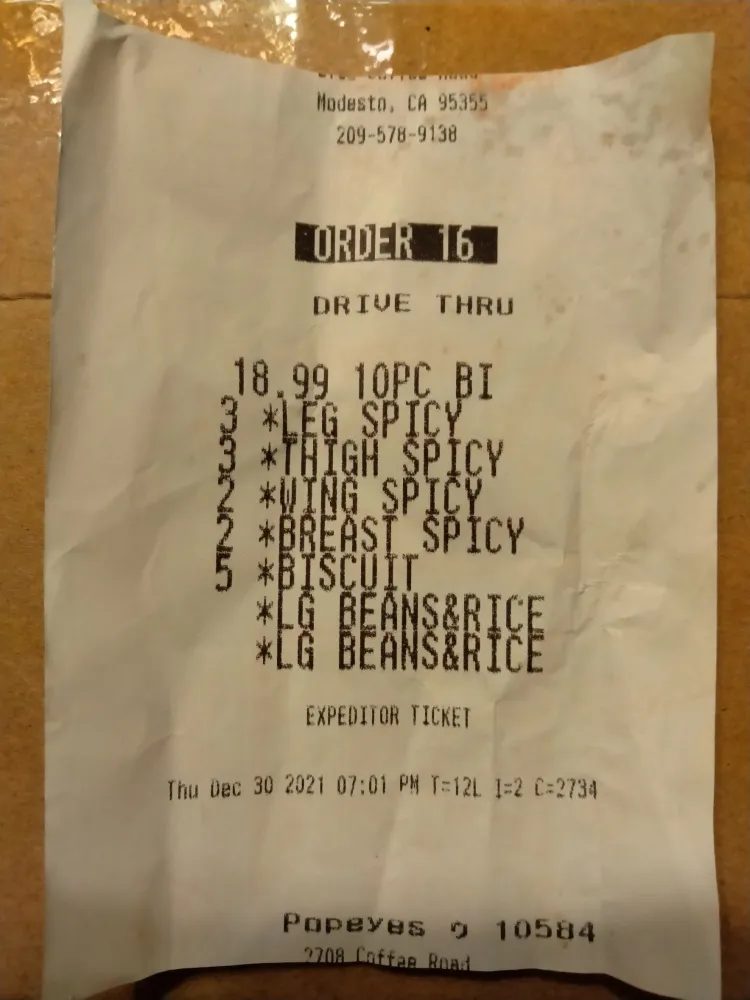 Modesto, CA 95355
209-578-9138
ORDER 16
DRIVE THRU
18.99 10PC BI
3 *LEG SPICY
3 *THIGH SPICY
2 *WING SPICY
2 *BREAST SPICY
5 *BISCUIT
*LG BEANS&RICE
*LG BEANS&RICE
EXPEDITOR TICKET
Thu Dec 30 2021 07:01 PM T=12L I=2 C=2734
Popeyes 10584
2708 Coffee Road